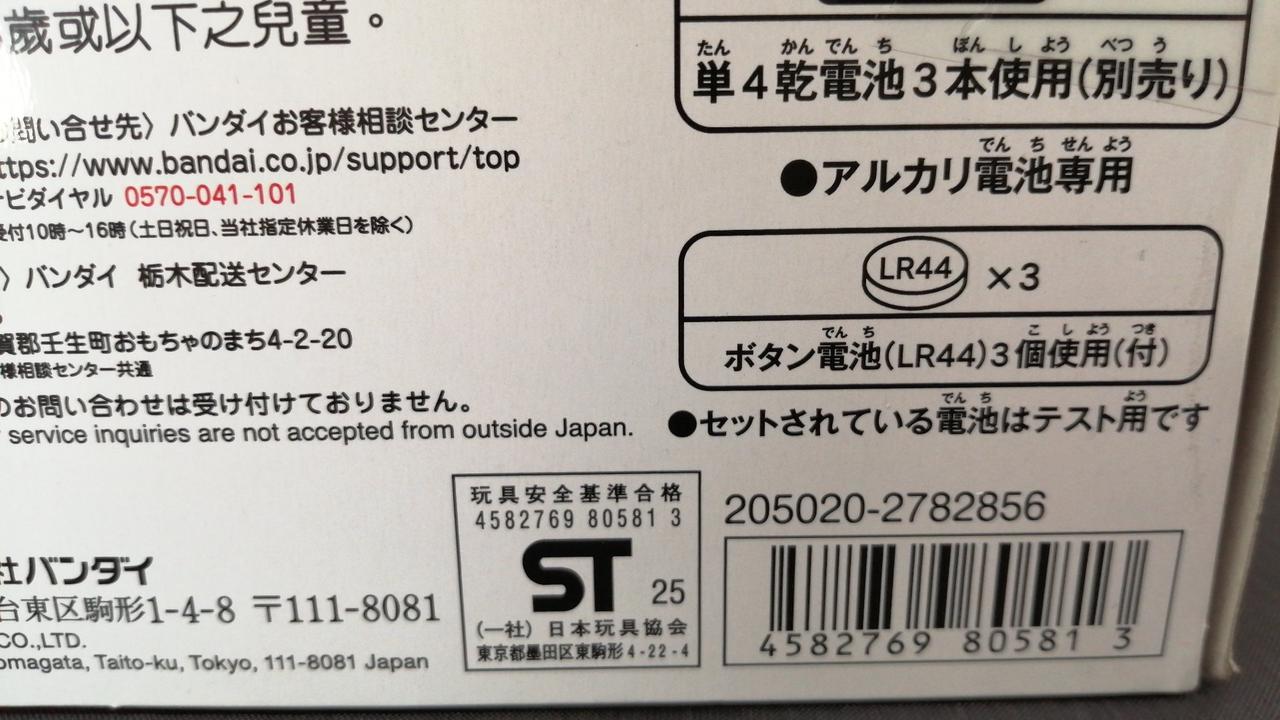 歲或以下之兒童。
問い合せ先〉バンダイお客様相談センター
ttps://www.bandai.co.jp/support/top
ナビダイヤル 0570-041-101
受付10時～16時(土日祝日、当社指定休業日を除く)
〉バンダイ 栃木配送センター
賀郡壬生町おもちゃのまち4-2-20
様相談センター共通
のお問い合わせは受け付けておりません。
service inquiries are not accepted from outside Japan.
社バンダイ
台東区駒形1-4-8 〒111-8081
CO.,LTD.
omagata, Taito-ku, Tokyo, 111-8081 Japan
たん かんでんち ぼんしよう べつう
単4乾電池3本使用(別売り)
でんちせんよう
●アルカリ電池専用
LR44 ×3
でんち こしよう つき
ボタン電池(LR44)3個使用(付)
でんち よう
●セットされている電池はテスト用です
玩具安全基準合格
4582769 80581 3
ST 25
(一社) 日本玩具協会
東京都墨田区東駒形4-22-4
205020-2782856
4582769 80581 3